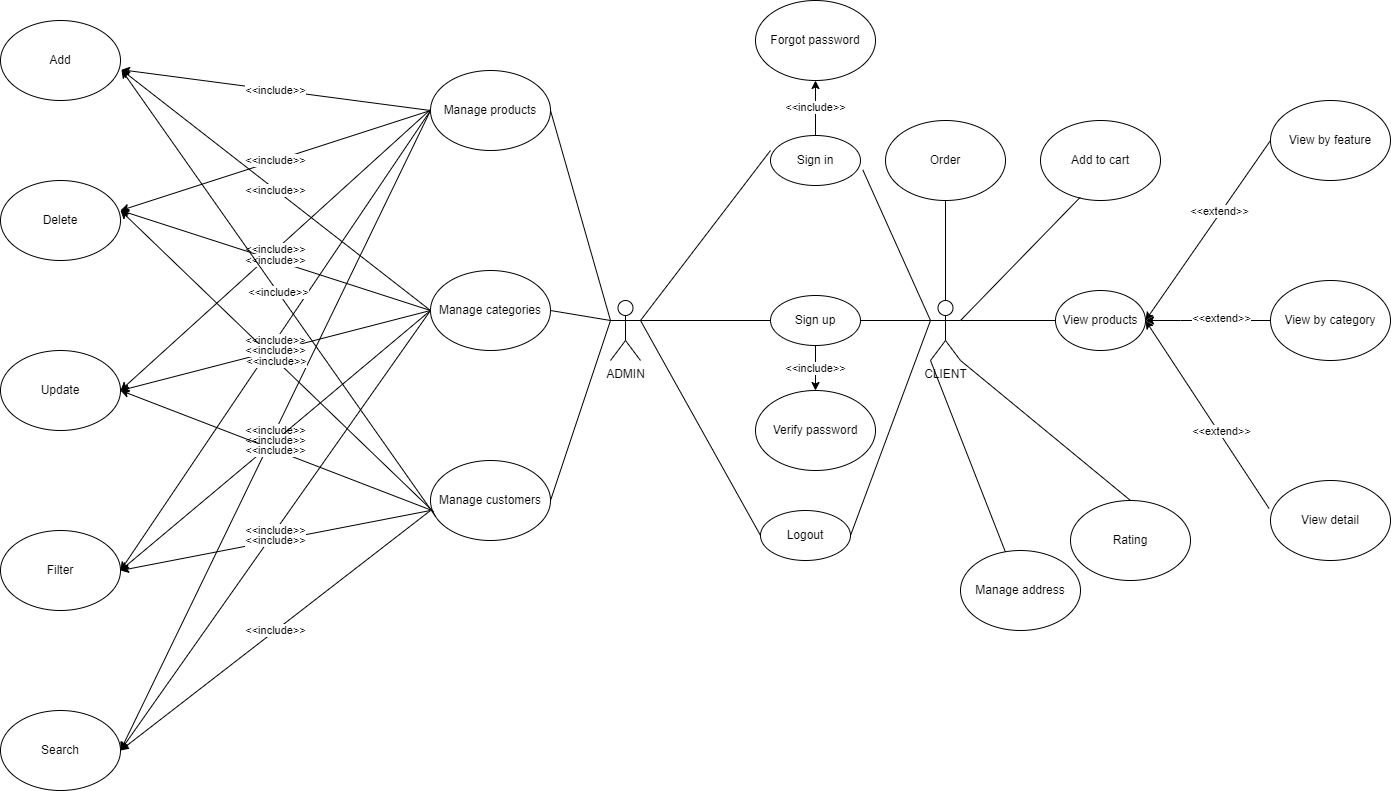 Forgot password
Add
<<include>>
Manage products
<<include>>
Sign in
Order
Add to cart
View by feature
<<include>>
<<include>>
Delete
<<extend>>
<<include>>
<<include>>
<<include>>
Manage categories
Sign up
View products
<<extend>>
View by category
<<include>>
<<include>>
<<include>>
<<include>>
ADMIN
CLIENT
Update
Verify password
<<extend>>
<<include>>
<<include>>
<<include>>
Manage customers
View detail
<<include>>
<<include>>
Logout
Rating
Filter
Manage address
<<include>>
Search